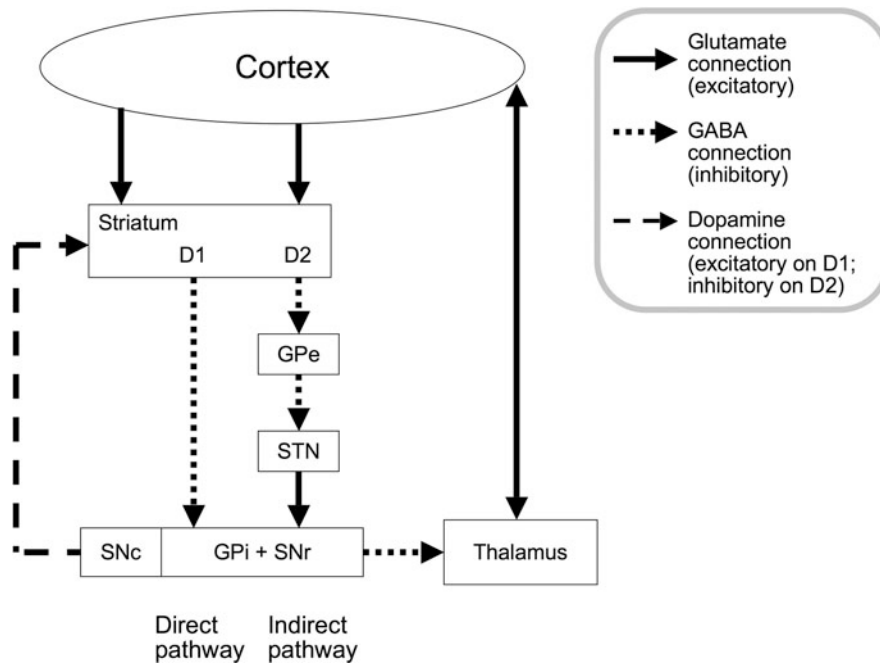 Cortex
Glutamate
connection
(excitatory)
GABA
connection
(inhibitory)
Dopamine
connection
(excitatory on D1;
inhibitory on D2)
Striatum
D1 D2
GPe
STN
SNc GPi + SNr Thalamus
Direct Indirect
pathway pathway